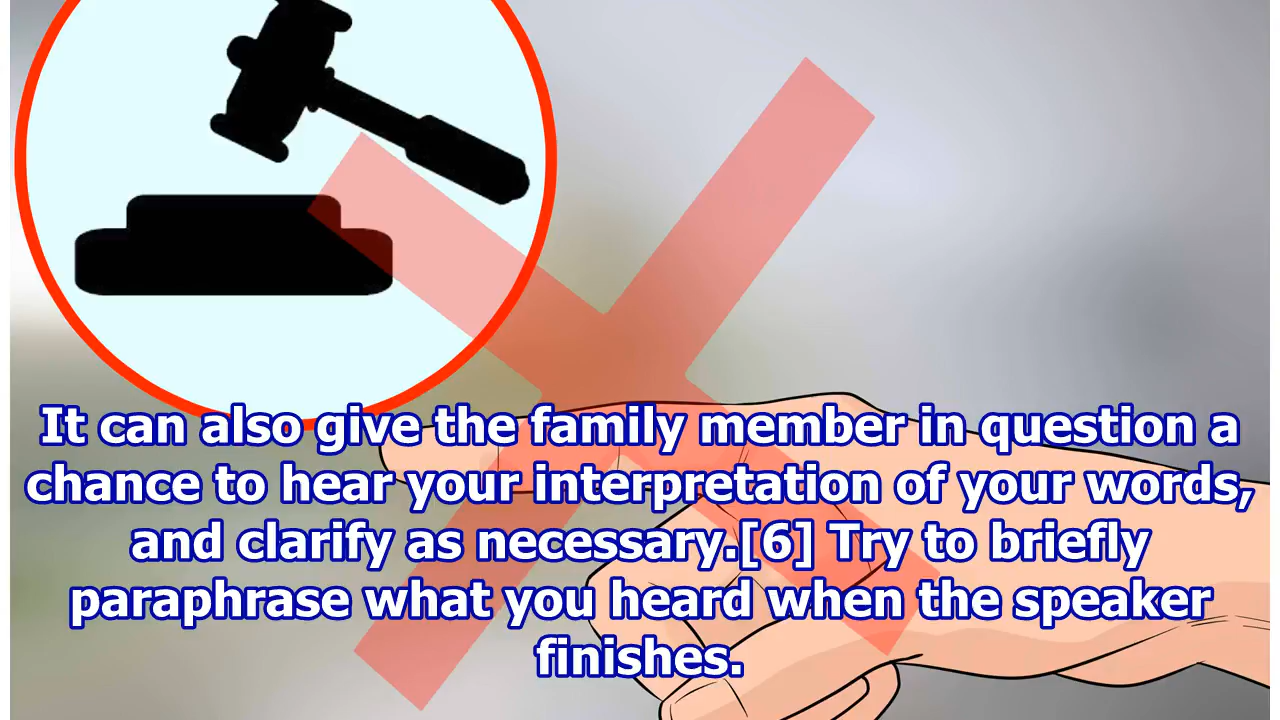 It can also give the family member in question a
chance to hear your interpretation of your words,
and clarify as necessary.[6] Try to briefly
paraphrase what you heard when the speaker
finishes.